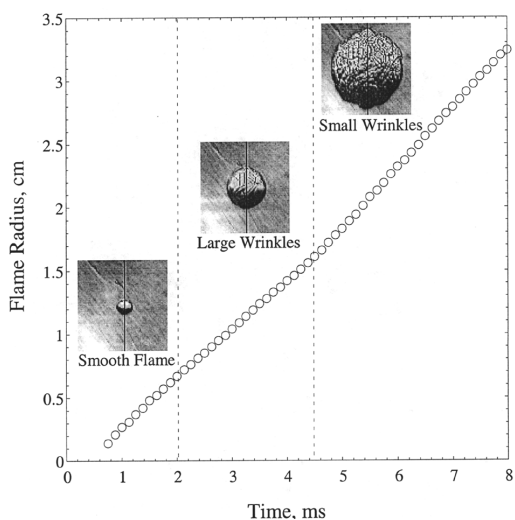 3.5
3
2.5
2
1.5
1
0.5
0
Flame Radius, cm
Small Wrinkles
Large Wrinkles
Smooth Flame
0 1 2 3 4 5 6 7 8
Time, ms